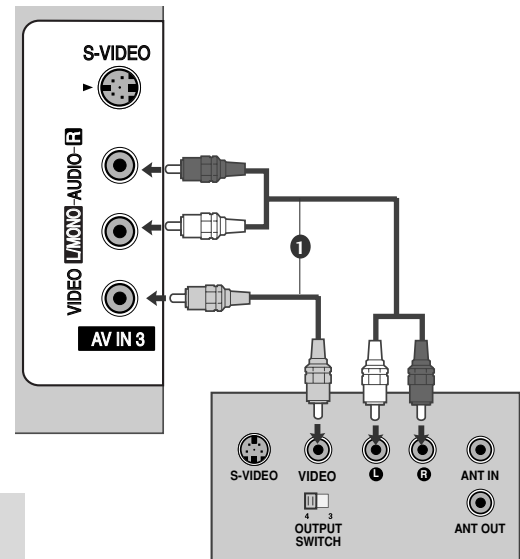 S-VIDEO
VIDEO L/MONO-AUDIO-R
AV IN 3
1
S-VIDEO VIDEO L R ANT IN
4 3
OUTPUT SWITCH
ANT OUT